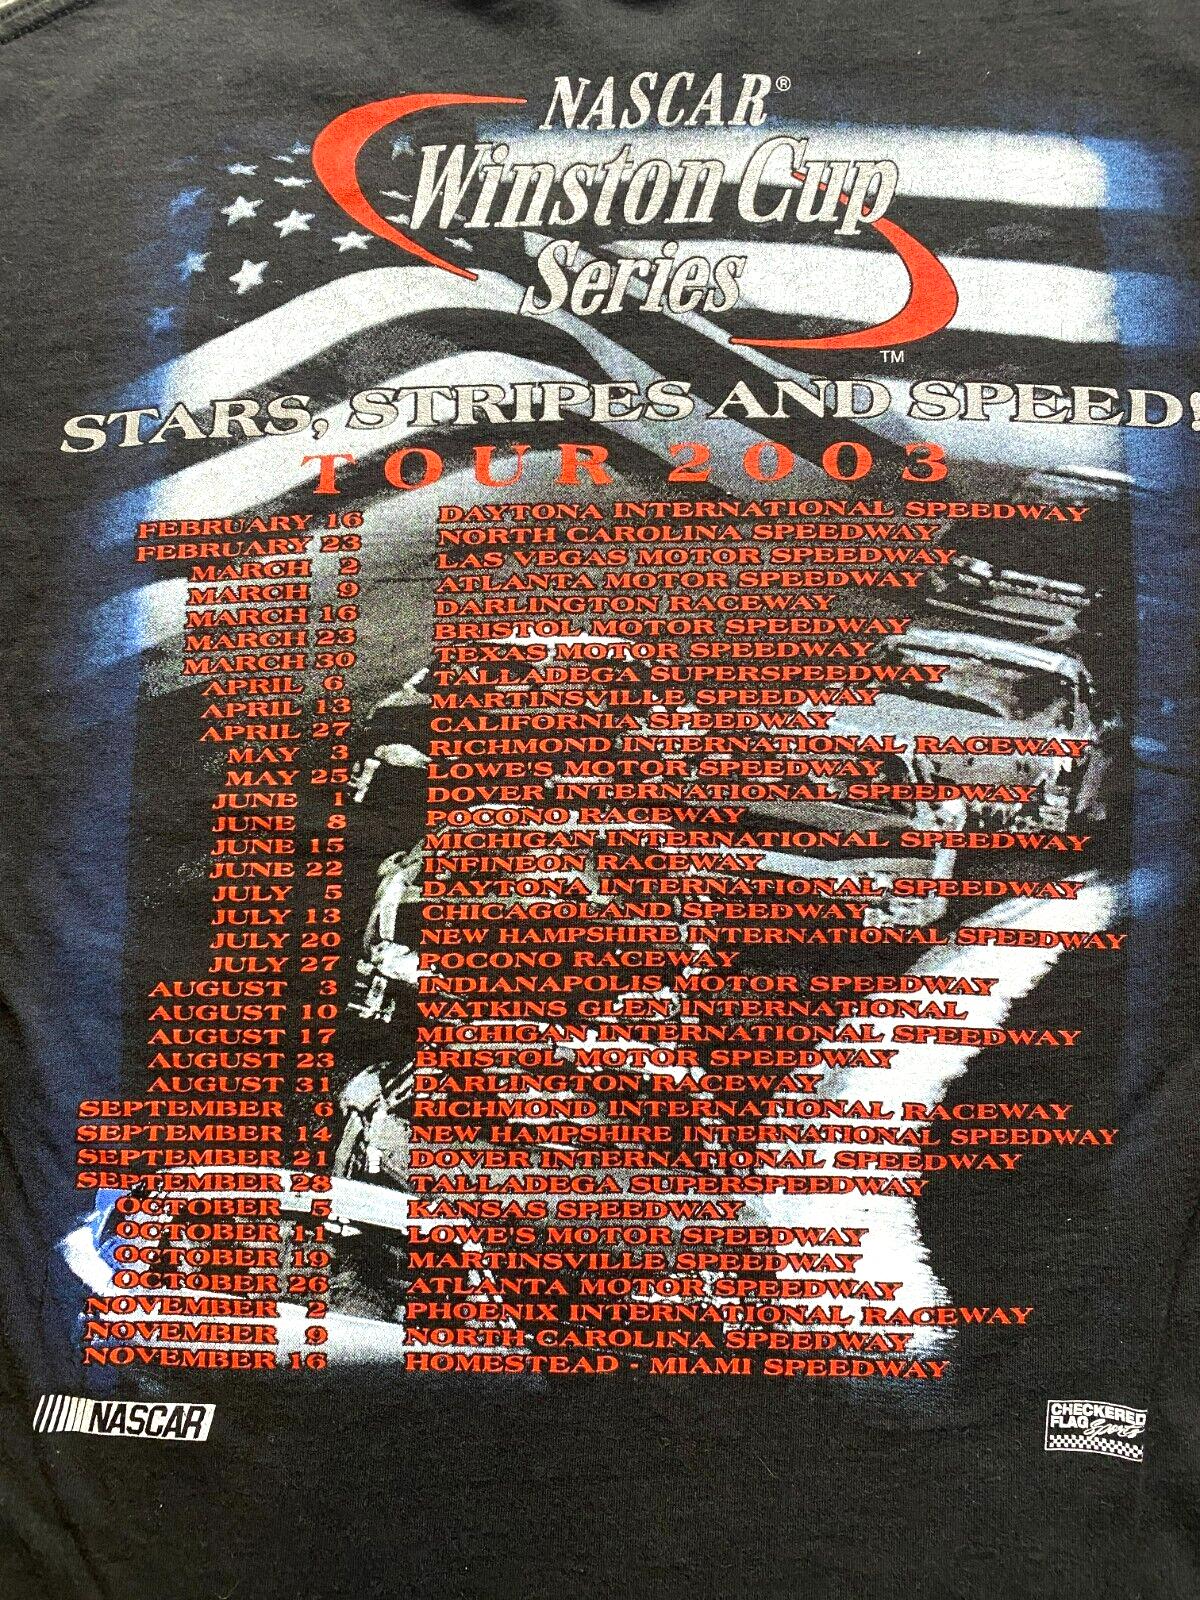 NASCAR®
Winston Cup
Series
TM
STARS, STRIPES AND SPEED!
TOUR 2003
FEBRUARY 16 DAYTONA INTERNATIONAL SPEEDWAY
FEBRUARY 23 NORTH CAROLINA SPEEDWAY
MARCH 2 LAS VEGAS MOTOR SPEEDWAY
MARCH 9 ATLANTA MOTOR SPEEDWAY
MARCH 16 DARLINGTON RACEWAY
MARCH 23 BRISTOL MOTOR SPEEDWAY
MARCH 30 TEXAS MOTOR SPEEDWAY
APRIL 6 TALLADEGA SUPERSPEEDWAY
APRIL 13 MARTINSVILLE SPEEDWAY
APRIL 27 CALIFORNIA SPEEDWAY
MAY 3 RICHMOND INTERNATIONAL RACEWAY
MAY 25 LOWE'S MOTOR SPEEDWAY
JUNE 1 DOVER INTERNATIONAL SPEEDWAY
JUNE 8 POCONO RACEWAY
JUNE 15 MICHIGAN INTERNATIONAL SPEEDWAY
JUNE 22 INFINEON RACEWAY
JULY 5 DAYTONA INTERNATIONAL SPEEDWAY
JULY 13 CHICAGOLAND SPEEDWAY
JULY 20 NEW HAMPSHIRE INTERNATIONAL SPEEDWAY
JULY 27 POCONO RACEWAY
AUGUST 3 INDIANAPOLIS MOTOR SPEEDWAY
AUGUST 10 WATKINS GLEN INTERNATIONAL
AUGUST 17 MICHIGAN INTERNATIONAL SPEEDWAY
AUGUST 23 BRISTOL MOTOR SPEEDWAY
AUGUST 31 DARLINGTON RACEWAY
SEPTEMBER 6 RICHMOND INTERNATIONAL RACEWAY
SEPTEMBER 14 NEW HAMPSHIRE INTERNATIONAL SPEEDWAY
SEPTEMBER 21 DOVER INTERNATIONAL SPEEDWAY
SEPTEMBER 28 TALLADEGA SUPERSPEEDWAY
OCTOBER 5 KANSAS SPEEDWAY
OCTOBER 11 LOWE'S MOTOR SPEEDWAY
OCTOBER 19 MARTINSVILLE SPEEDWAY
OCTOBER 26 ATLANTA MOTOR SPEEDWAY
NOVEMBER 2 PHOENIX INTERNATIONAL RACEWAY
NOVEMBER 9 NORTH CAROLINA SPEEDWAY
NOVEMBER 16 HOMESTEAD - MIAMI SPEEDWAY
NASCAR
CHECKERED
FLAG Sports